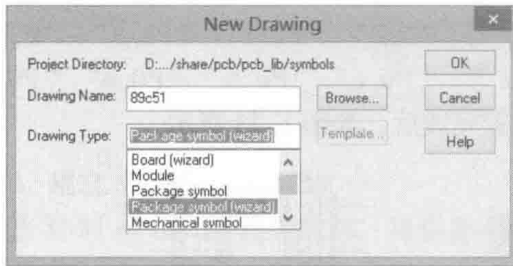 New Drawing
×
Project Directory: D:.../share/pcb/pcb_lib/symbols
OK
Drawing Name: 89c51
Browse...
Cancel
Drawing Type: Package symbol (wizard)
Template...
Help
Board (wizard)
Module
Package symbol
Package symbol (wizard)
Mechanical symbol